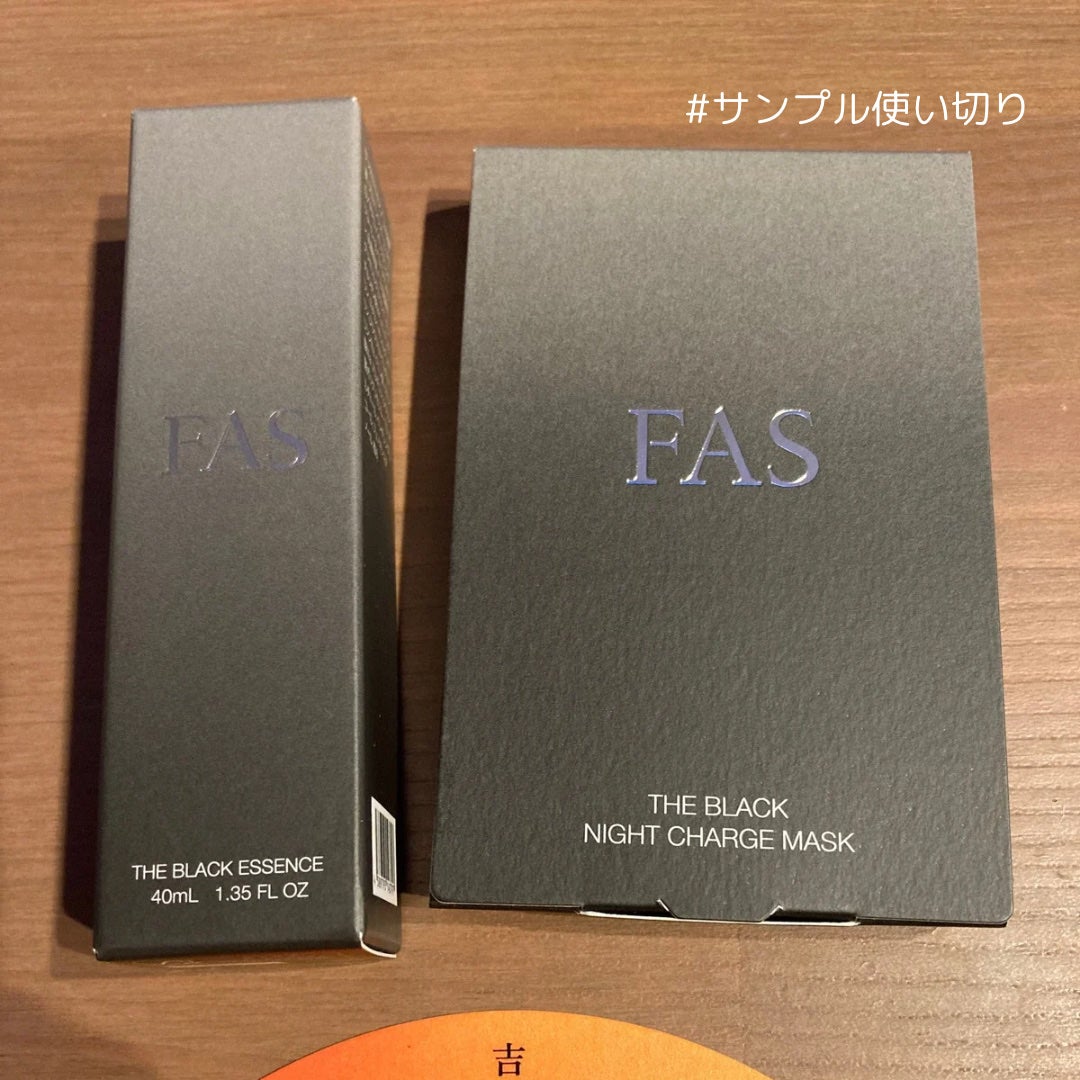 #サンプル使い切り
FAS
THE BLACK ESSENCE
40mL 1.35 FL OZ
FAS
THE BLACK
NIGHT CHARGE MASK
吉